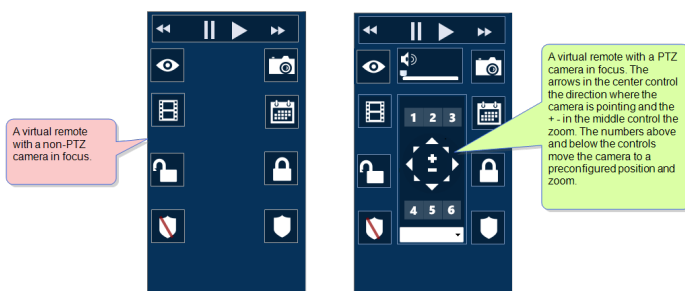 A virtual remote
with a non-PTZ
camera in focus.
1 2 3
+
-
4 5 6
A virtual remote with a PTZ
camera in focus. The
arrows in the center control
the direction where the
camera is pointing and the
+ - in the middle control the
zoom. The numbers above
and below the controls
move the camera to a
preconfigured position and
zoom.